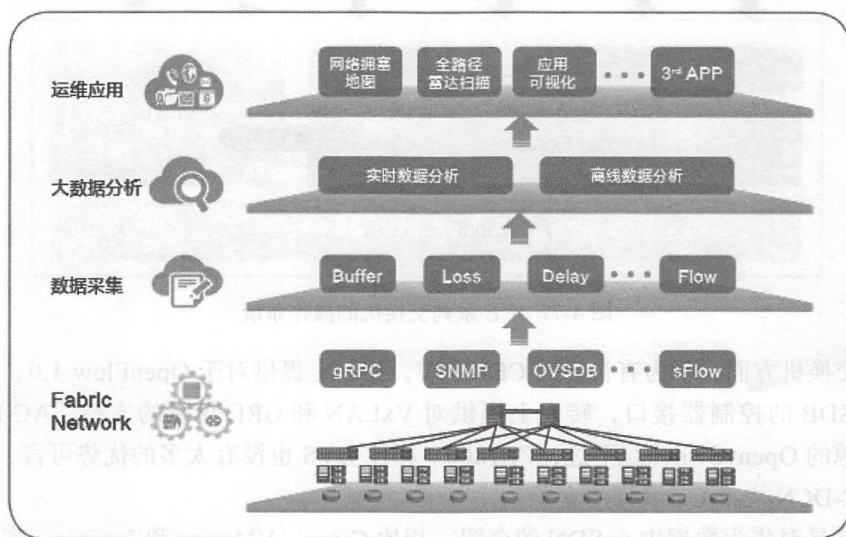 网络拥塞
地图
全路径
雷达扫描
应用
可视化
3rd APP
运维应用
实时数据分析
离线数据分析
大数据分析
Buffer
Loss
Delay
Flow
数据采集
gRPC
SNMP
OVSDB
sFlow
Fabric
Network